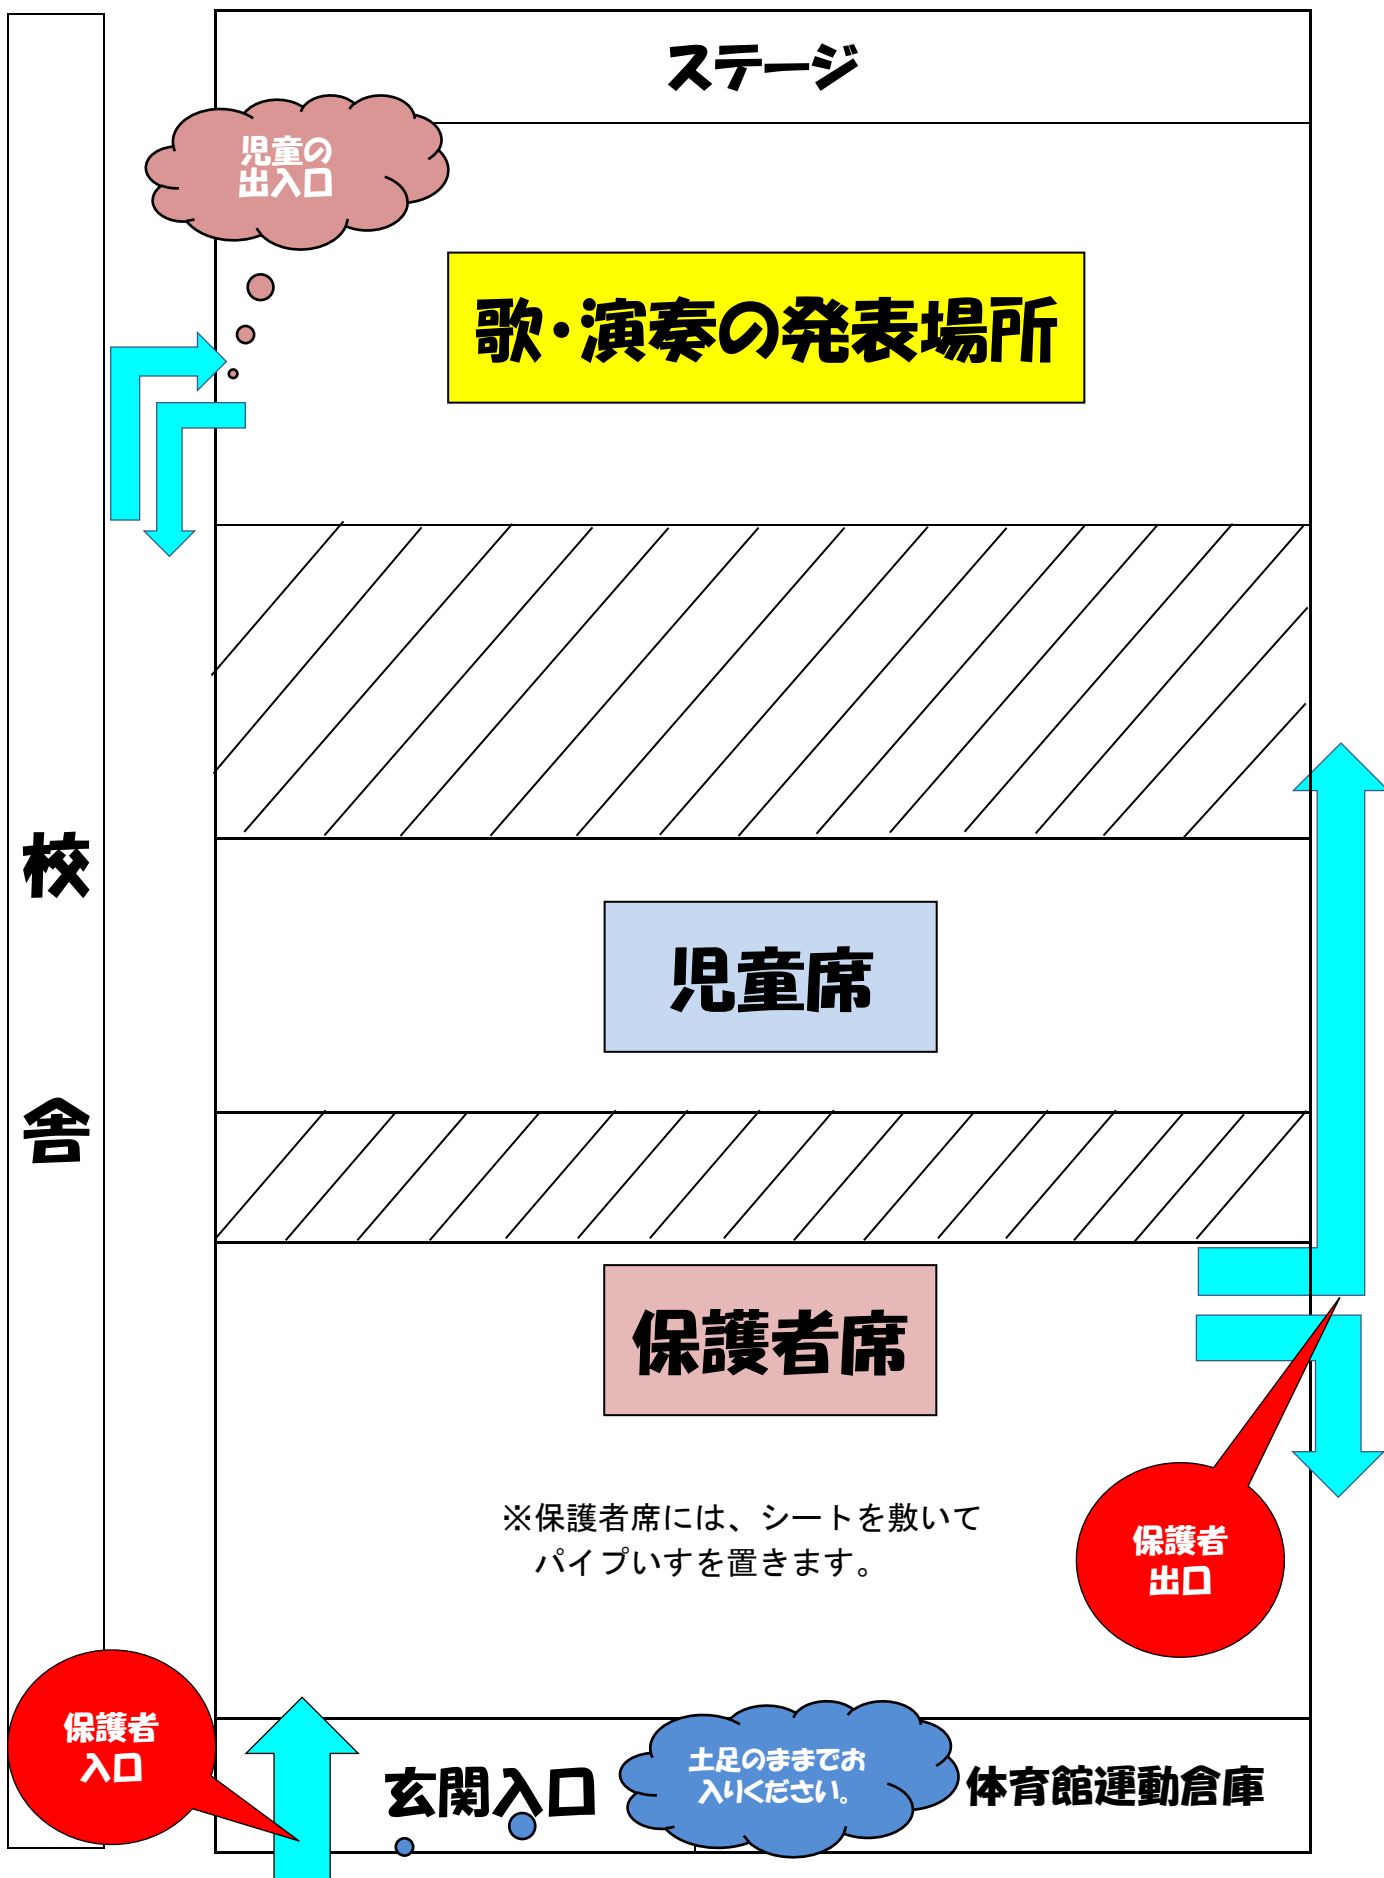 ステージ
児童の
出入口
歌・演奏の発表場所
校
舎
児童席
保護者席
※保護者席には、シートを敷いて
パイプいすを置きます。
保護者
出口
保護者
入口
玄関入口
土足のままでお
入りください。
体育館運動倉庫